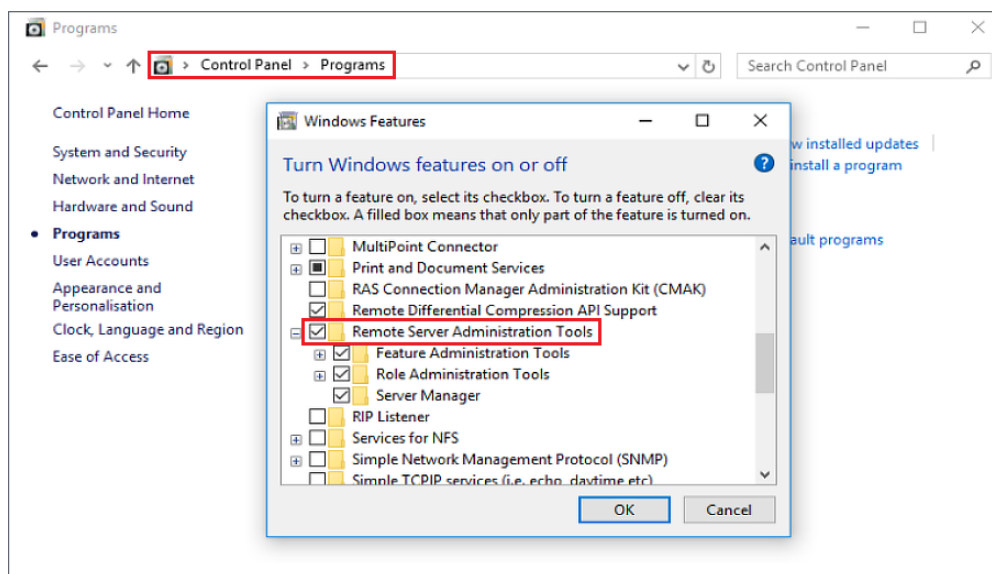 Programs
Control Panel > Programs
Search Control Panel
Control Panel Home
System and Security
Network and Internet
Hardware and Sound
Programs
User Accounts
Appearance and
Personalisation
Clock, Language and Region
Ease of Access
w installed updates
install a program
ault programs
Windows Features
Turn Windows features on or off
To turn a feature on, select its checkbox. To turn a feature off, clear its
checkbox. A filled box means that only part of the feature is turned on.
MultiPoint Connector
Print and Document Services
RAS Connection Manager Administration Kit (CMAK)
Remote Differential Compression API Support
Remote Server Administration Tools
Feature Administration Tools
Role Administration Tools
Server Manager
RIP Listener
Services for NFS
Simple Network Management Protocol (SNMP)
Simple TCPIP services (i.e. echo, daytime etc)
OK
Cancel